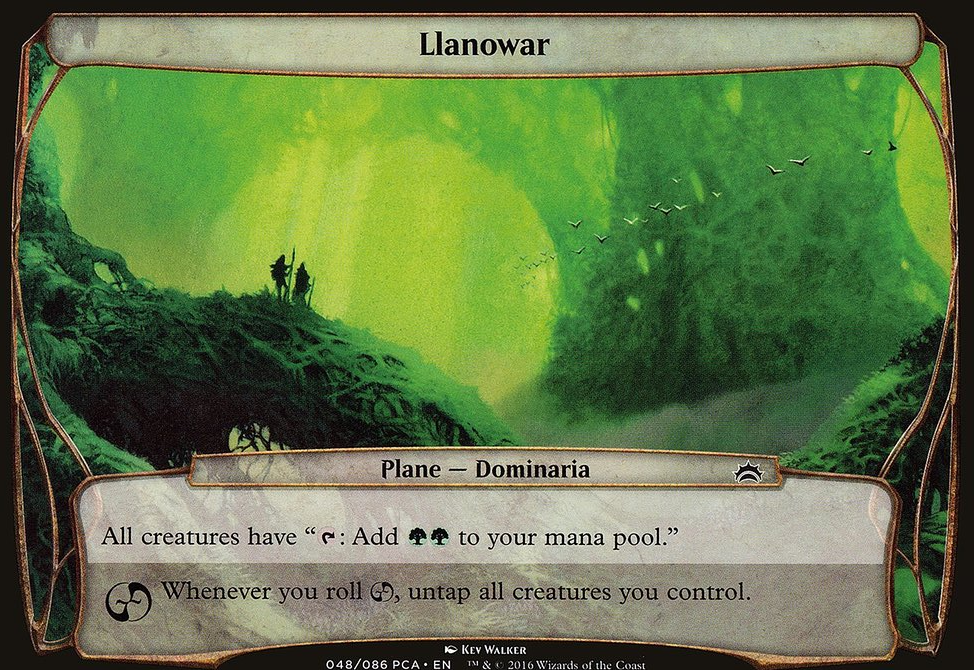 Llanowar
Plane — Dominaria
All creatures have “: Add to your mana pool.”
Whenever you roll , untap all creatures you control.
Kev Walker
048/086 PCA • EN ™ & © 2016 Wizards of the Coast